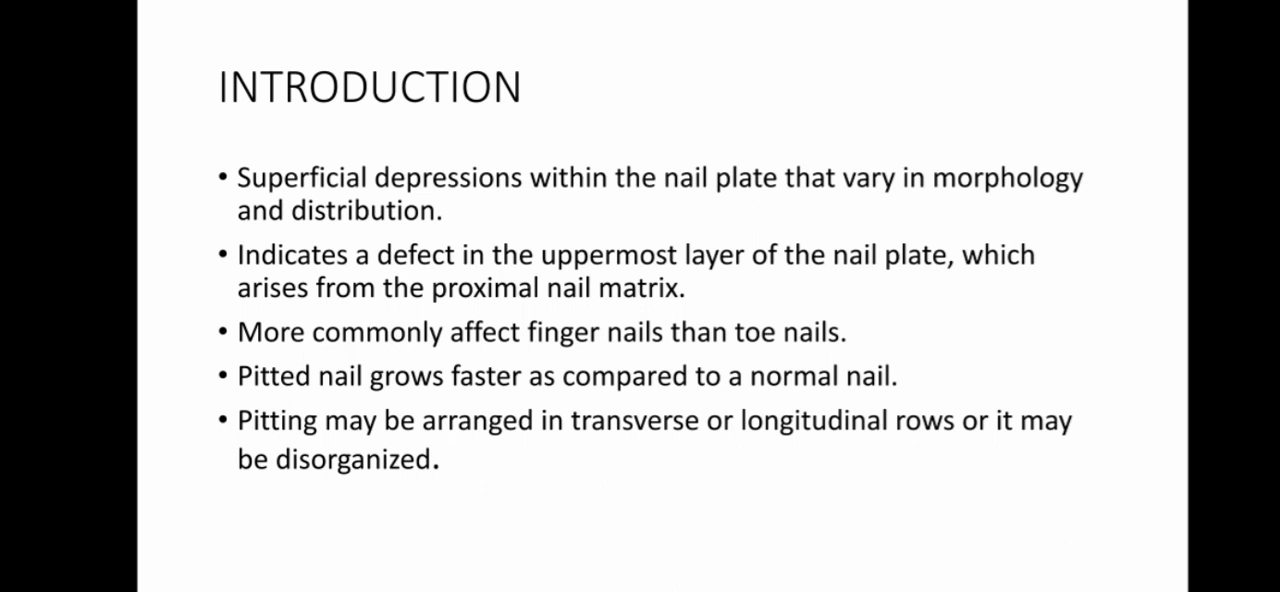 INTRODUCTION
• Superficial depressions within the nail plate that vary in morphology
and distribution.
• Indicates a defect in the uppermost layer of the nail plate, which
arises from the proximal nail matrix.
• More commonly affect finger nails than toe nails.
• Pitted nail grows faster as compared to a normal nail.
• Pitting may be arranged in transverse or longitudinal rows or it may
be disorganized.